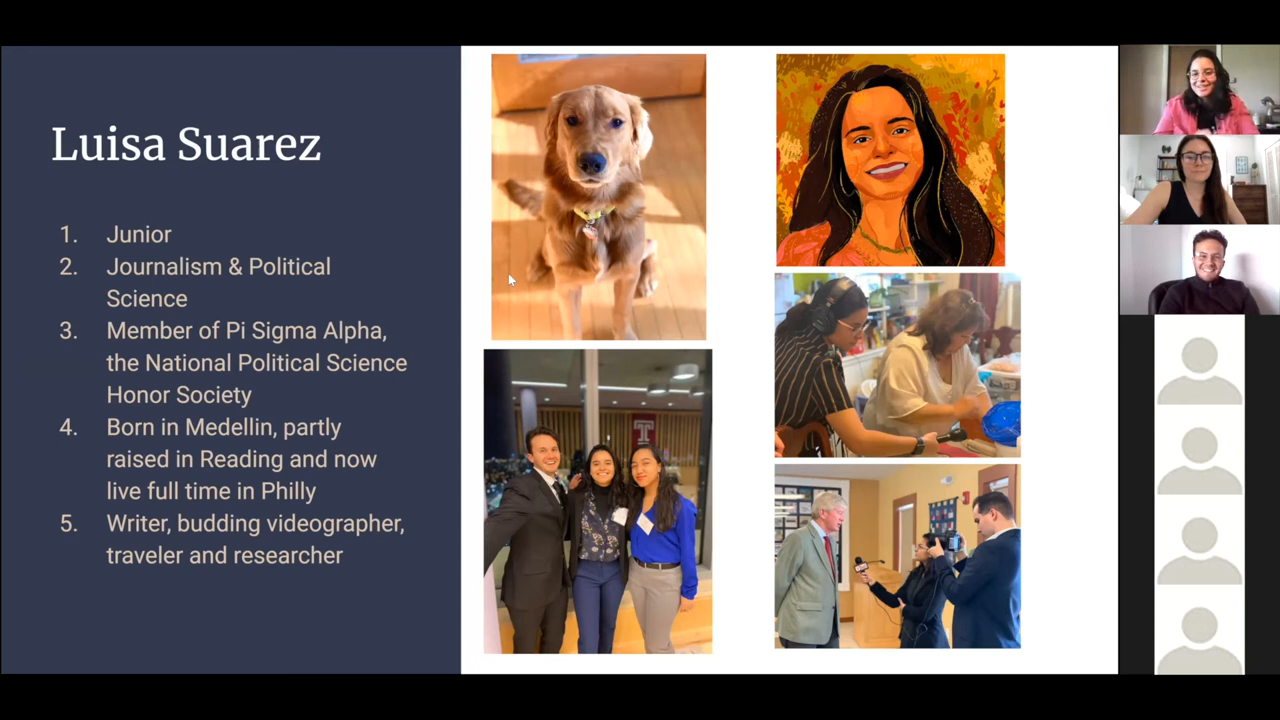 Luisa Suarez
1. Junior
2. Journalism & Political
Science
3. Member of Pi Sigma Alpha,
the National Political Science
Honor Society
4. Born in Medellin, partly
raised in Reading and now
live full time in Philly
5. Writer, budding videographer,
traveler and researcher
T